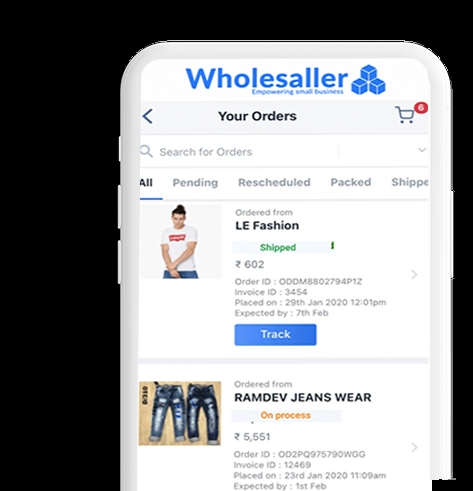 Wholesaller
Empowering small business
Your Orders
6
Search for Orders
All Pending Rescheduled Packed Shippe
Ordered from
LE Fashion
Shipped
₹ 602
Order ID : ODDM8802794P1Z
Invoice ID : 3454
Placed on : 29th Jan 2020 12:01pm
Expected by : 7th Feb
Track
Ordered from
RAMDEV JEANS WEAR
On process
₹ 5,551
Order ID : OD2PQ975790WGG
Invoice ID : 12469
Placed on : 23rd Jan 2020 11:09am
Expected by : 1st Feb